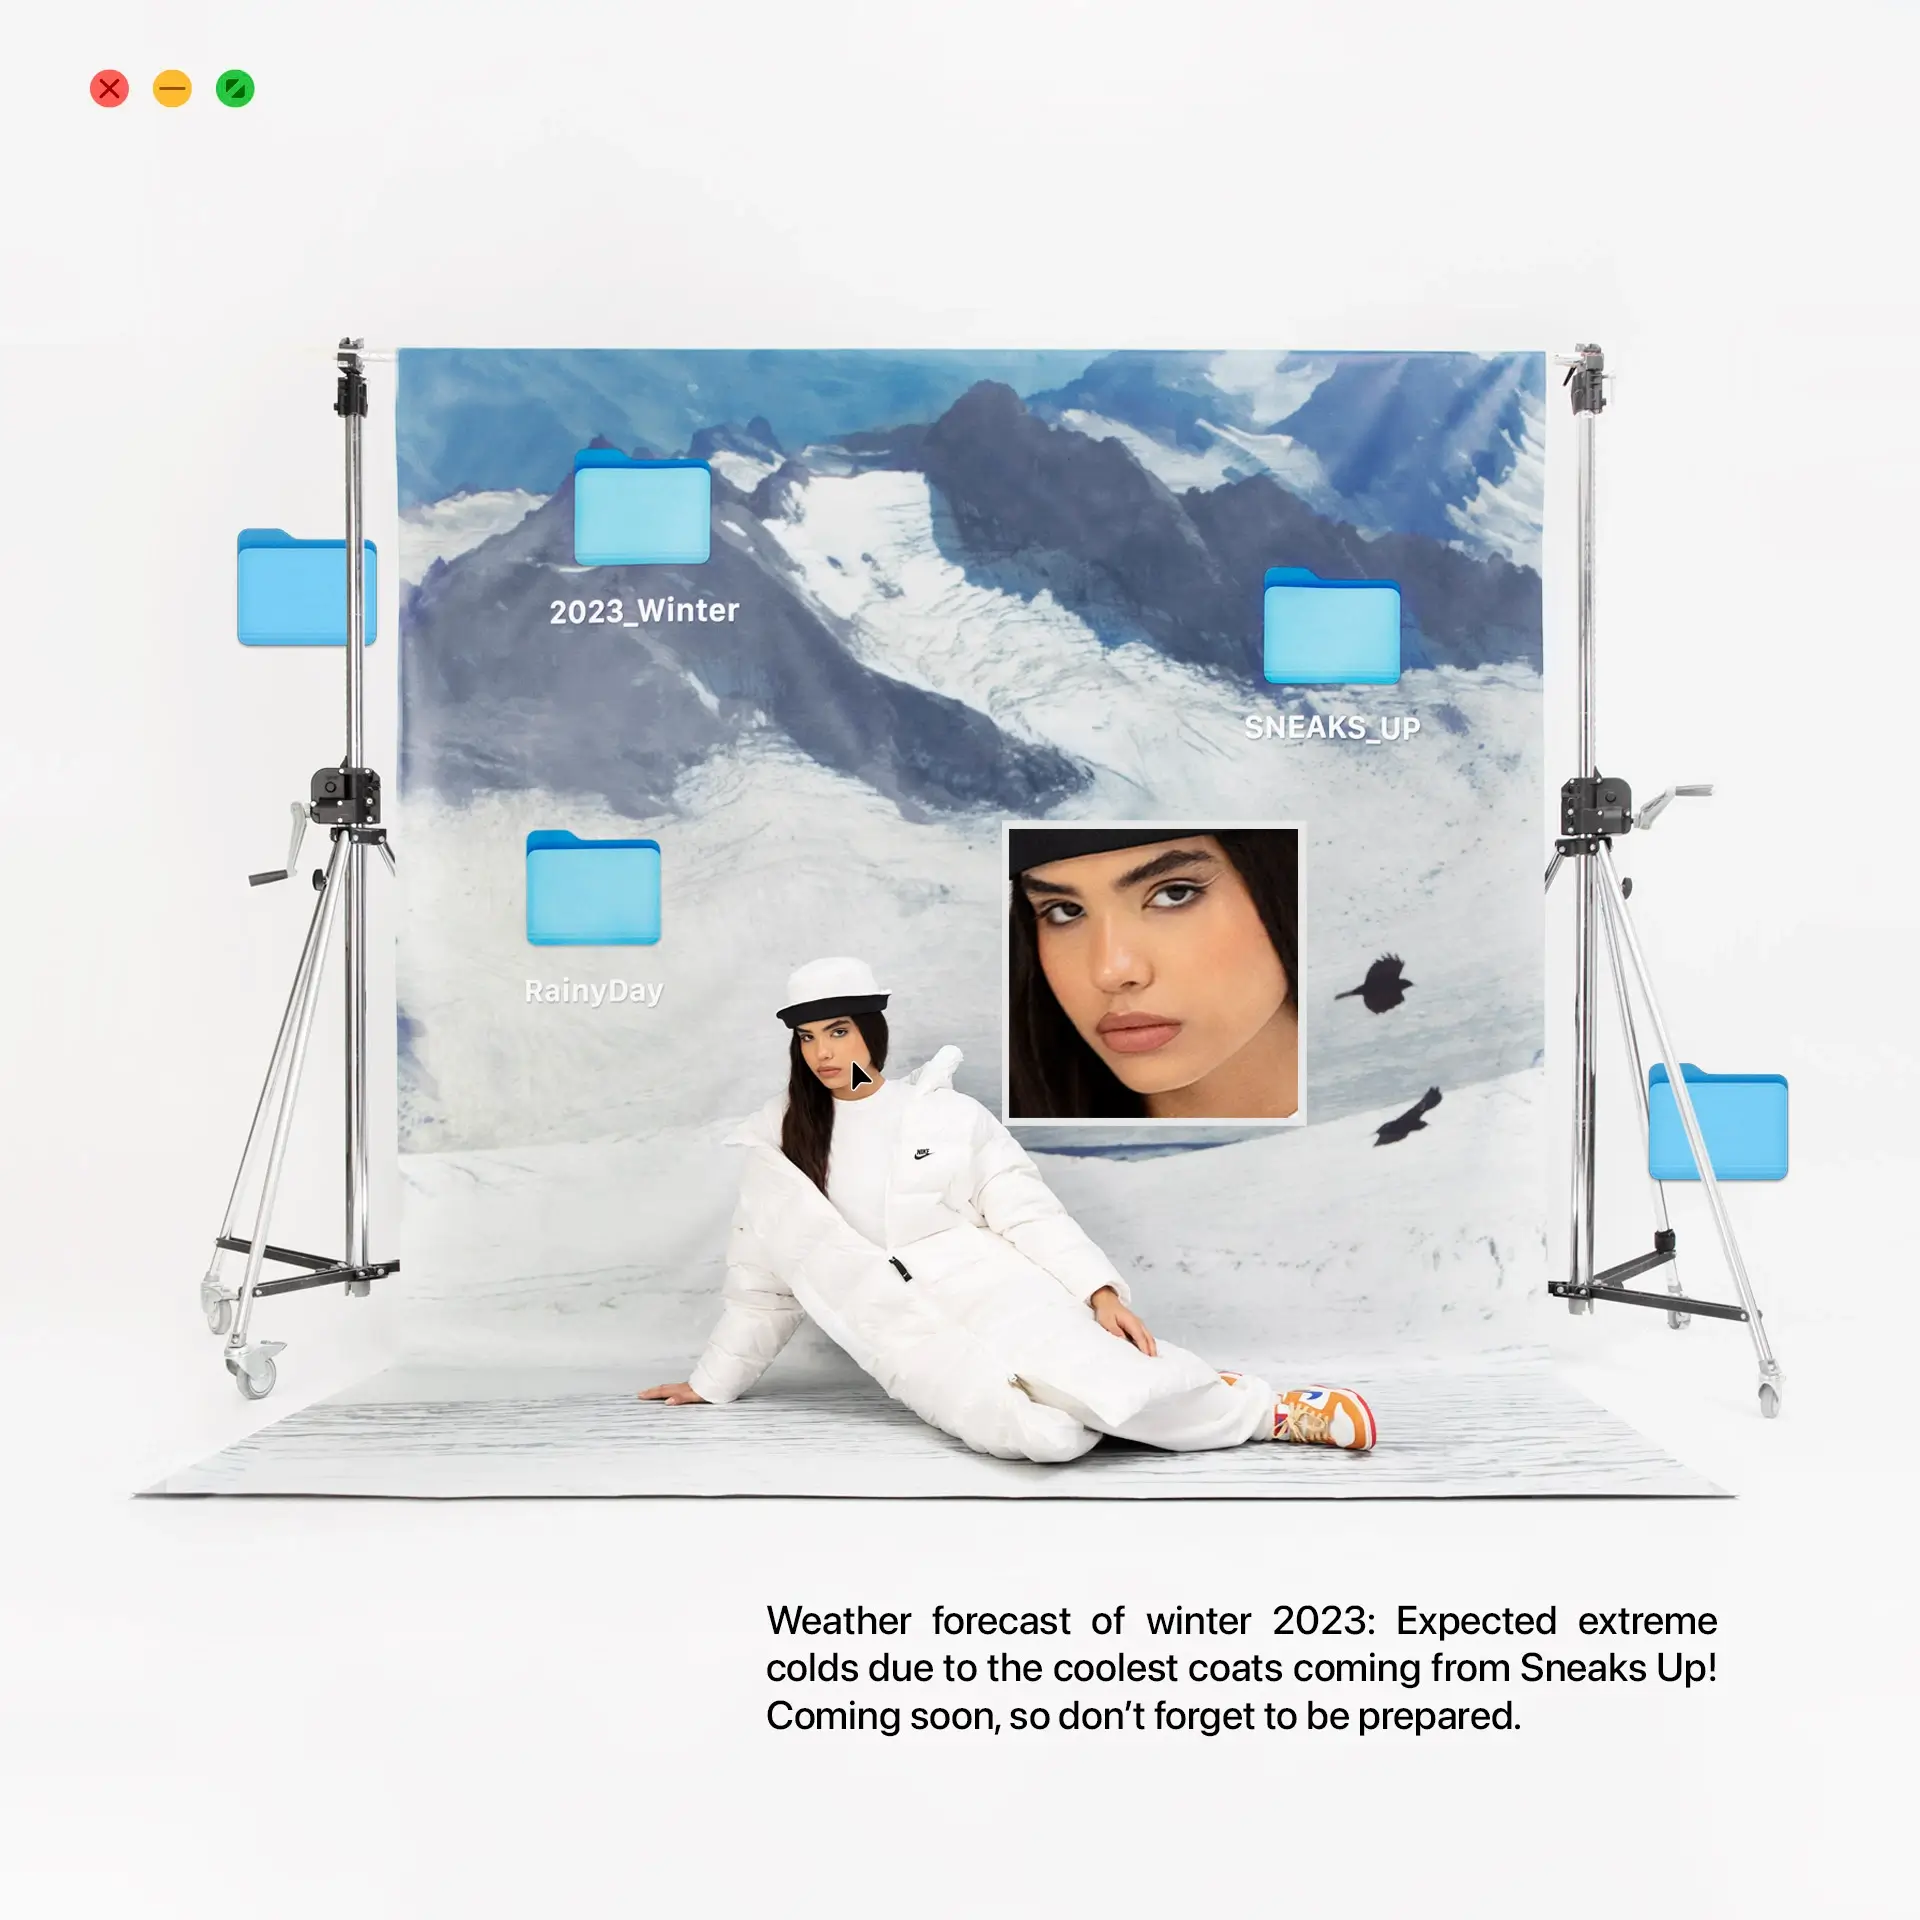 2023_Winter
SNEAKS_UP
RainyDay
NIKE
Weather forecast of winter 2023: Expected extreme
colds due to the coolest coats coming from Sneaks Up!
Coming soon, so don’t forget to be prepared.